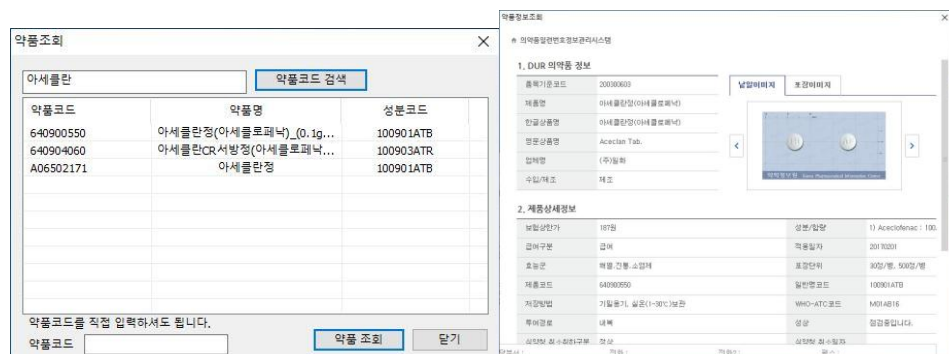 약품조회
아세클란
약품코드 검색
약품코드 약품명 성분코드
640900550 아세클란정(아세클로페낙)_(0.1g... 100901ATB
640904060 아세클란CR서방정(아세클로페낙... 100903ATR
A06502171 아세클란정 100901ATB
약품코드를 직접 입력하셔도 됩니다.
약품코드
약품 조회
닫기
약품정보조회
의약품일련번호정보관리시스템
1. DUR 의약품 정보
품목기준코드 200300603
제품명 아세클란정(아세클로페낙)
한글상품명 아세클란정(아세클로페낙)
영문상품명 Aceclan Tab.
업체명 (주)일화
수입/제조 제조
낱알이미지 포장이미지
2. 제품상세정보
보험상한가 187원 성분/함량 1) Aceclofenac : 100.
급여구분 급여 적용일자 20170201
효능군 해열.진통.소염제 포장단위 30정/병, 500정/병
제품코드 640900550 일반명코드 100901ATB
저장방법 기밀용기, 실온(1-30℃)보관 WHO-ATC코드 M01AB16
투여경로 내복 성상 점검중입니다.